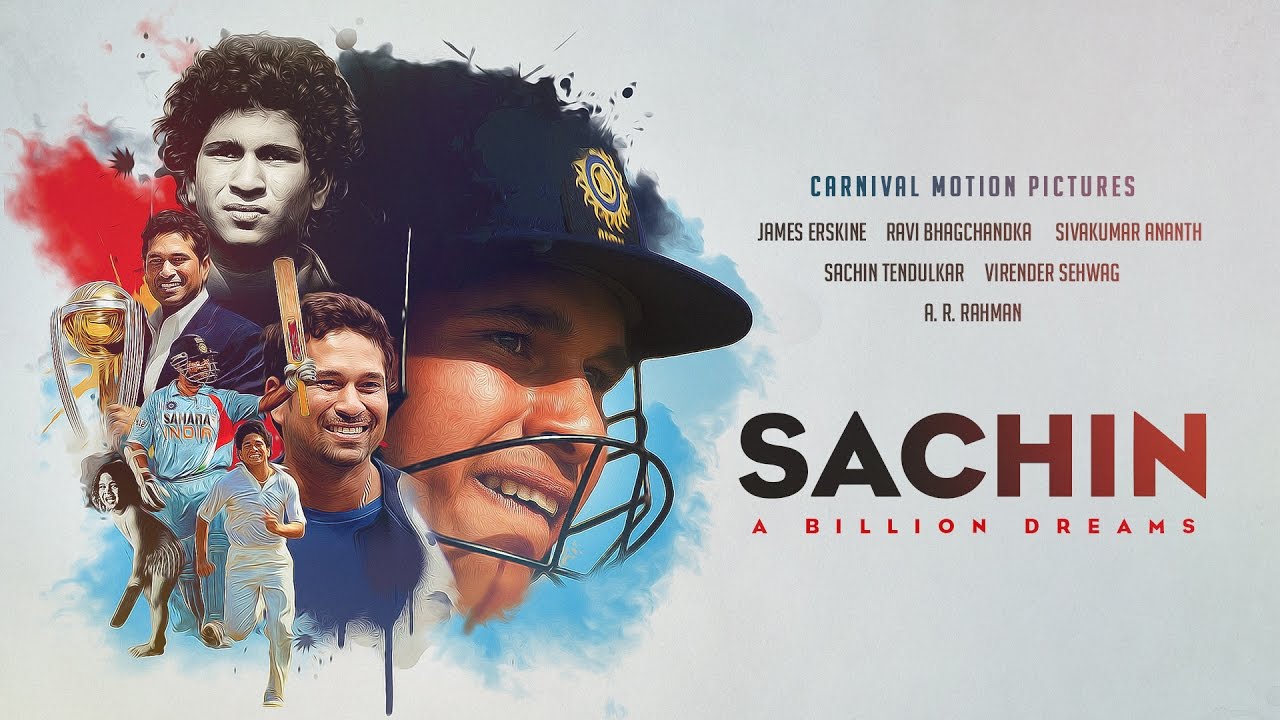 CARNIVAL MOTION PICTURES
JAMES ERSKINE RAVI BHAGCHANDKA SIVAKUMAR ANANTH
SACHIN TENDULKAR VIRENDER SEHWAG
A. R. RAHMAN
SACHIN
A BILLION DREAMS
INDIA
SAHARA
INDIA